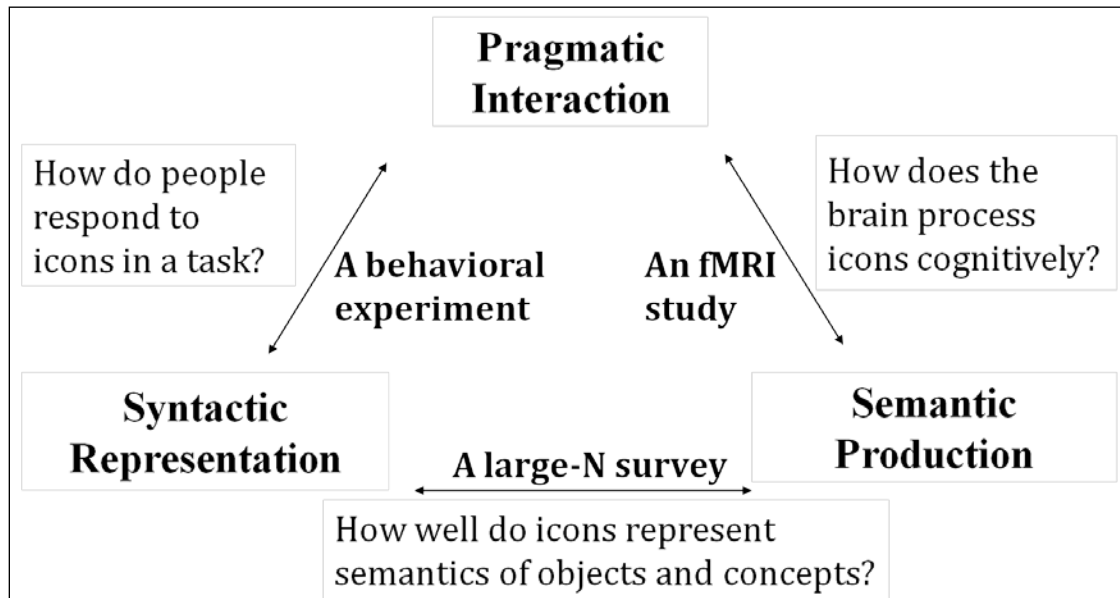 Pragmatic
Interaction
How do people
respond to
icons in a task?
How does the
brain process
icons cognitively?
A behavioral
experiment
An fMRI
study
Syntactic
Representation
Semantic
Production
A large-N survey
How well do icons represent
semantics of objects and concepts?